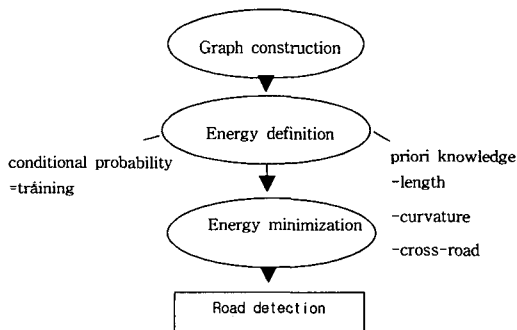 Graph construction
Energy definition
conditional probability
=training
priori knowledge
-length
-curvature
-cross-road
Energy minimization
Road detection